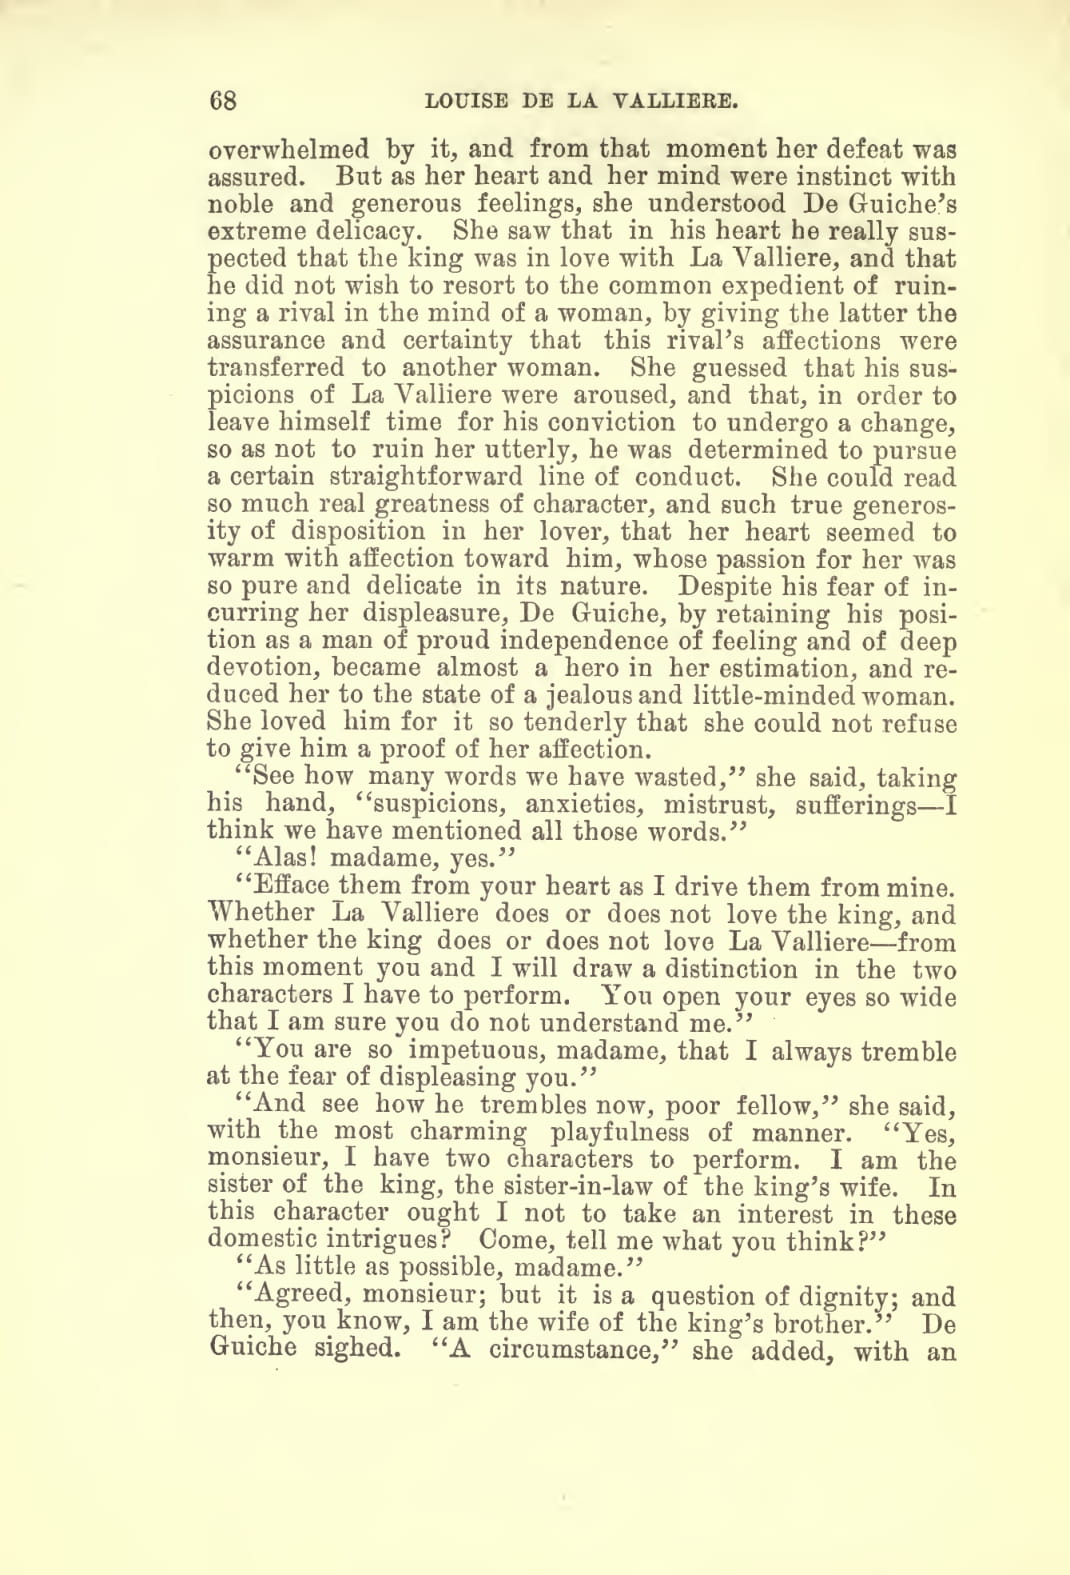 68 LOUISE DE LA VALLIERE.
overwhelmed by it, and from that moment her defeat was
assured. But as her heart and her mind were instinct with
noble and generous feelings, she understood De Guiche's
extreme delicacy. She saw that in his heart he really sus-
pected that the king was in love with La Valliere, and that
he did not wish to resort to the common expedient of ruin-
ing a rival in the mind of a woman, by giving the latter the
assurance and certainty that this rival's affections were
transferred to another woman. She guessed that his sus-
picions of La Valliere were aroused, and that, in order to
leave himself time for his conviction to undergo a change,
so as not to ruin her utterly, he was determined to pursue
a certain straightforward line of conduct. She could read
so much real greatness of character, and such true generos-
ity of disposition in her lover, that her heart seemed to
warm with affection toward him, whose passion for her was
so pure and delicate in its nature. Despite his fear of in-
curring her displeasure, De Guiche, by retaining his posi-
tion as a man of proud independence of feeling and of deep
devotion, became almost a hero in her estimation, and re-
duced her to the state of a jealous and little-minded woman.
She loved him for it so tenderly that she could not refuse
to give him a proof of her affection.
"See how many words we have wasted," she said, taking
his hand, "suspicions, anxieties, mistrust, sufferings—I
think we have mentioned all those words."
"Alas! madame, yes."
"Efface them from your heart as I drive them from mine.
Whether La Valliere does or does not love the king, and
whether the king does or does not love La Valliere—from
this moment you and I will draw a distinction in the two
characters I have to perform. You open your eyes so wide
that I am sure you do not understand me."
"You are so impetuous, madame, that I always tremble
at the fear of displeasing you."
"And see how he trembles now, poor fellow," she said,
with the most charming playfulness of manner. "Yes,
monsieur, I have two characters to perform. I am the
sister of the king, the sister-in-law of the king's wife. In
this character ought I not to take an interest in these
domestic intrigues? Come, tell me what you think?"
"As little as possible, madame."
"Agreed, monsieur; but it is a question of dignity; and
then, you know, I am the wife of the king's brother." De
Guiche sighed. "A circumstance," she added, with an